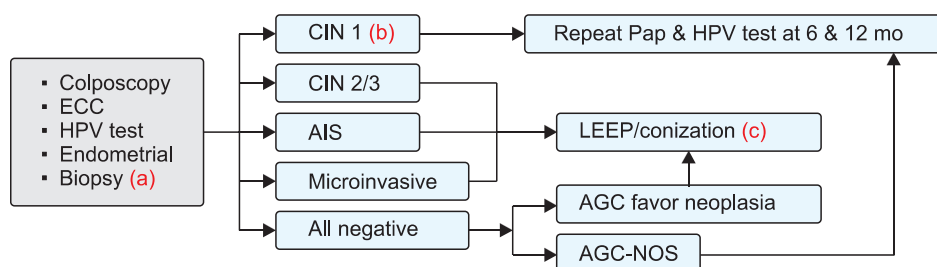 • Colposcopy
• ECC
• HPV test
• Endometrial
• Biopsy (a)
CIN 1 (b)
Repeat Pap & HPV test at 6 & 12 mo
CIN 2/3
AIS
LEEP/conization (c)
Microinvasive
All negative
AGC favor neoplasia
AGC-NOS